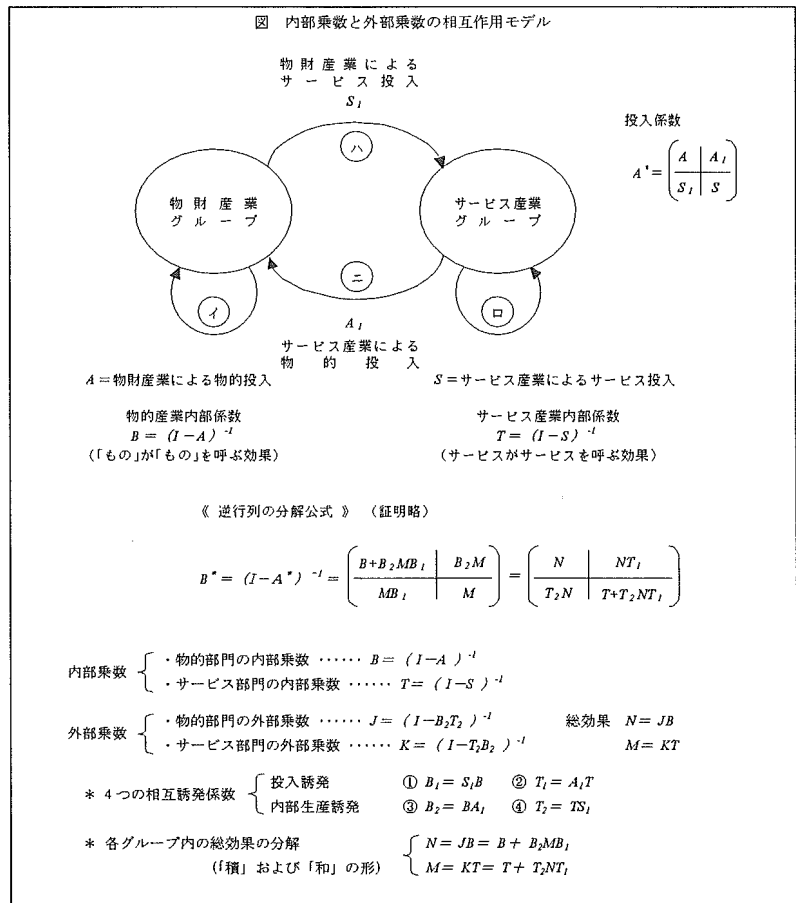 図 内部乗数と外部乗数の相互作用モデル
物財産業による
サービス投入
S₁
ハ
投入係数
A* = ( A | A₁ / S₁ | S )
物財産業
グループ
サービス産業
グループ
ニ
イ
ロ
A₁
サービス産業による
物的投入
A=物財産業による物的投入
S=サービス産業によるサービス投入
物的産業内部係数
B = (I-A)⁻¹
(「もの」が「もの」を呼ぶ効果)
サービス産業内部係数
T = (I-S)⁻¹
(サービスがサービスを呼ぶ効果)
《 逆行列の分解公式 》 (証明略)
B* = (I-A*)⁻¹ = ( B+B₂MB₁ | B₂M / MB₁ | M ) = ( N | NT₁ / T₂N | T+T₂NT₁ )
内部乗数
・物的部門の内部乗数 …… B = (I-A)⁻¹
・サービス部門の内部乗数 …… T = (I-S)⁻¹
外部乗数
・物的部門の外部乗数 …… J = (I-B₂T₂)⁻¹ 総効果 N = JB
・サービス部門の外部乗数 …… K = (I-T₂B₂)⁻¹ M = KT
* 4つの相互誘発係数
投入誘発 ① B₁ = S₁B ② T₁ = A₁T
内部生産誘発 ③ B₂ = BA₁ ④ T₂ = TS₁
* 各グループ内の総効果の分解
(「積」および「和」の形)
N = JB = B + B₂MB₁
M = KT = T + T₂NT₁